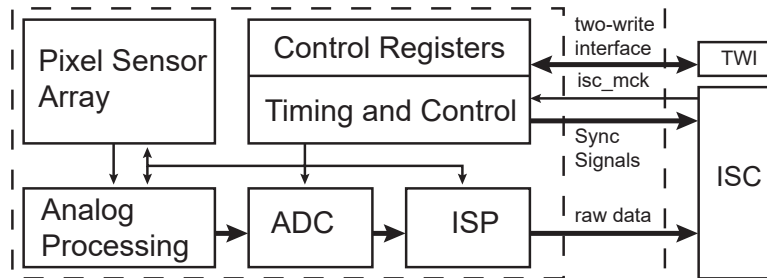 Pixel Sensor
Array
Control Registers
Timing and Control
two-write
interface
TWI
isc_mck
Sync
Signals
ISC
Analog
Processing
ADC
ISP
raw data